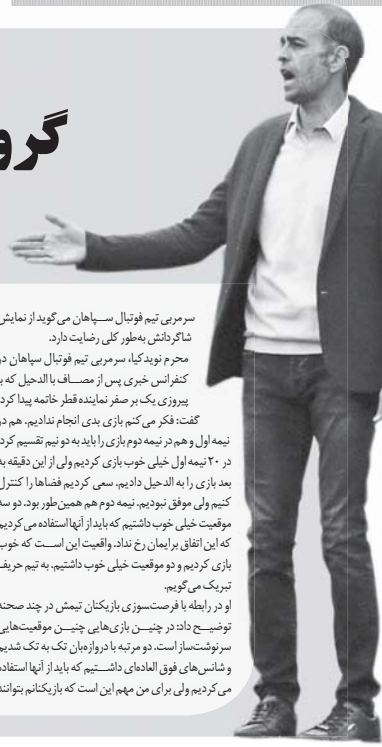 گرو
سرمربی تیم فوتبال سپاهان می‌گوید از نمایش
شاگردانش به‌طور کلی رضایت دارد.
محرم نویدکیا، سرمربی تیم فوتبال سپاهان در
کنفرانس خبری پس از مصاف با الدحیل که با
پیروزی یک بر صفر نماینده قطر خاتمه پیدا کرد
گفت: فکر می کنم بازی بدی انجام ندادیم. هم در
نیمه اول و هم در نیمه دوم بازی را باید به دو نیم تقسیم کرد
در ۲۰ نیمه اول خیلی خوب بازی کردیم ولی از این دقیقه به
بعد بازی را به الدحیل دادیم. سعی کردیم فضاها را کنترل
کنیم ولی موفق نبودیم. نیمه دوم هم همین‌طور بود. دو سه
موقعیت خیلی خوب داشتیم که باید از آنها استفاده می کردیم
که این اتفاق برایمان رخ نداد. واقعیت این است که خوب
بازی کردیم و دو موقعیت خیلی خوب داشتیم. به تیم حریف
تبریک می‌گویم.
او در رابطه با فرصت‌سوزی بازیکنان تیمش در چند صحنه
توضیح داد: در چنین بازی‌هایی چنین موقعیت‌هایی
سرنوشت‌ساز است. دو مرتبه با دروازه‌بان تک به تک شدیم
و شانس‌های فوق العاده‌ای داشتیم که باید از آنها استفاده
می‌کردیم ولی برای من مهم این است که بازیکنانم بتوانند